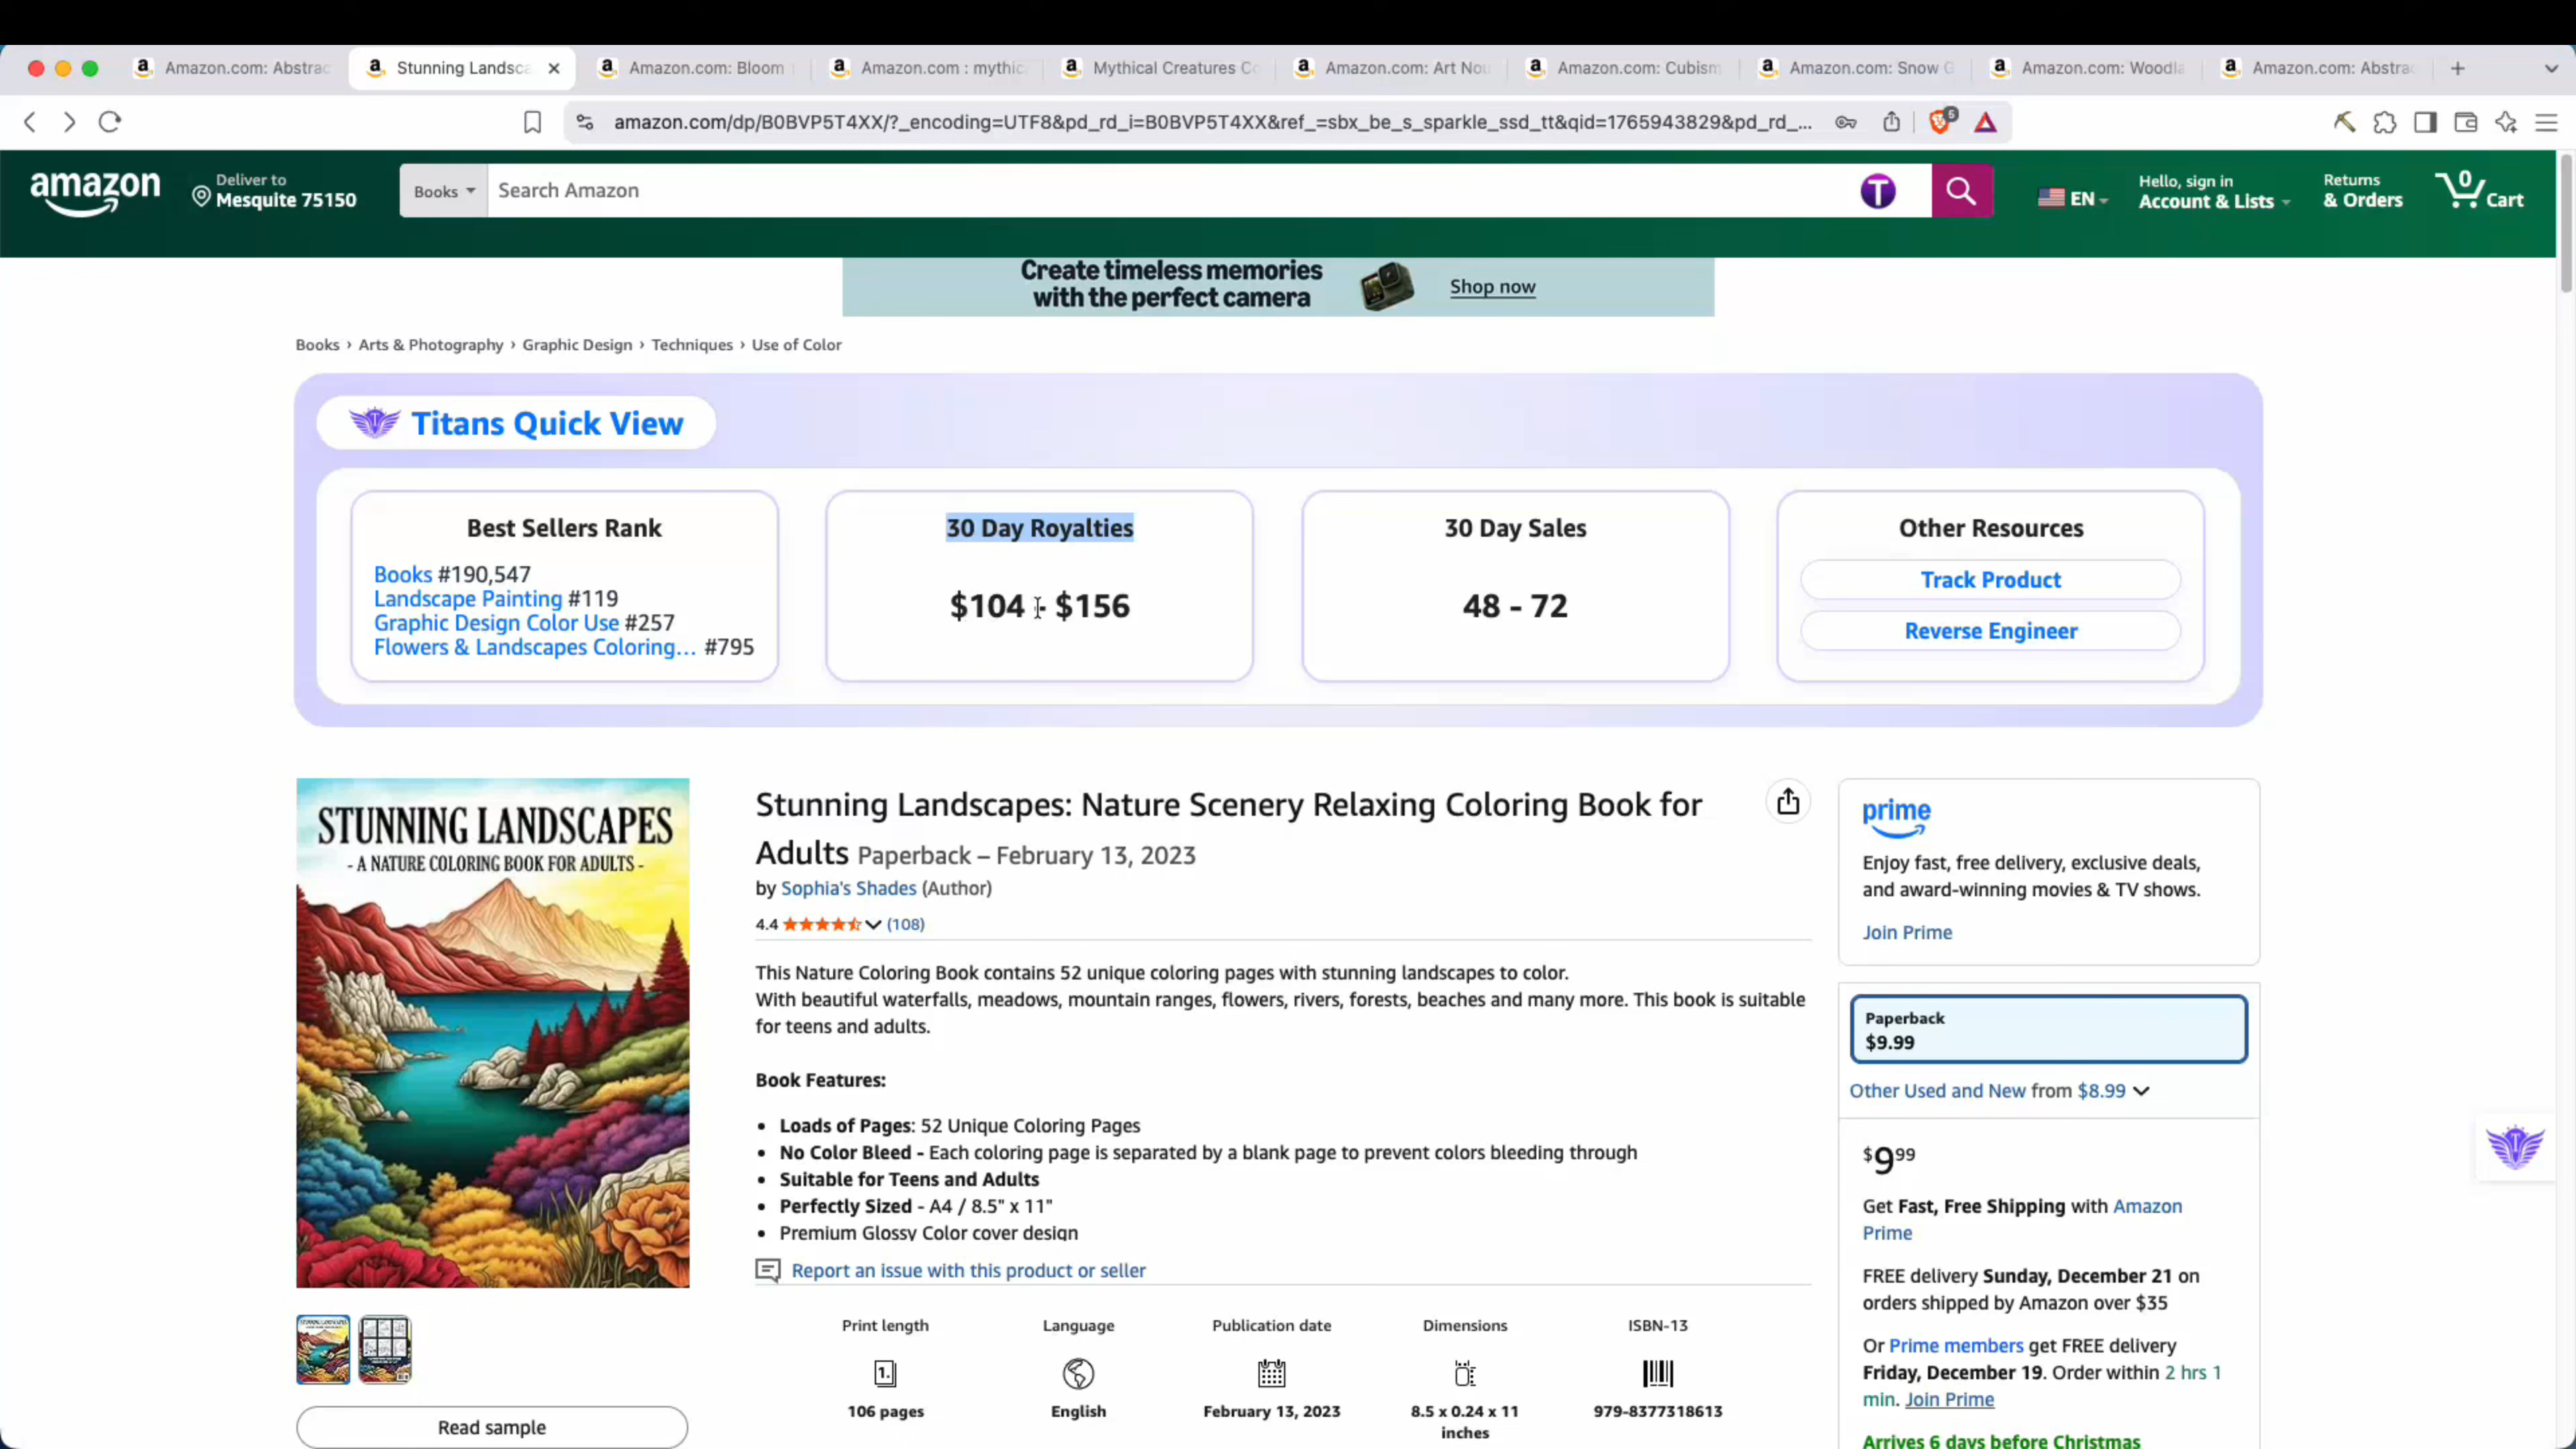 Amazon.com: Abstrac
Stunning Landsca
Amazon.com: Bloom
Amazon.com : mythic
Mythical Creatures Co
Amazon.com: Art Nou
Amazon.com: Cubism
Amazon.com: Snow G
Amazon.com: Woodla
Amazon.com: Abstrac
amazon.com/dp/B0BVP5T4XX/?_encoding=UTF8&pd_rd_i=B0BVP5T4XX&ref_=sbx_be_s_sparkle_ssd_tt&qid=1765943829&pd_rd_...
5
amazon
Deliver to
Mesquite 75150
Books
Search Amazon
T
EN
Hello, sign in
Account & Lists
Returns
& Orders
0
Cart
Create timeless memories
with the perfect camera
Shop now
Books › Arts & Photography › Graphic Design › Techniques › Use of Color
Titans Quick View
Best Sellers Rank
Books #190,547
Landscape Painting #119
Graphic Design Color Use #257
Flowers & Landscapes Coloring... #795
30 Day Royalties
$104 - $156
30 Day Sales
48 - 72
Other Resources
Track Product
Reverse Engineer
STUNNING LANDSCAPES
- A NATURE COLORING BOOK FOR ADULTS -
Read sample
Stunning Landscapes: Nature Scenery Relaxing Coloring Book for
Adults Paperback – February 13, 2023
by Sophia's Shades (Author)
4.4 (108)
This Nature Coloring Book contains 52 unique coloring pages with stunning landscapes to color.
With beautiful waterfalls, meadows, mountain ranges, flowers, rivers, forests, beaches and many more. This book is suitable
for teens and adults.
Book Features:
• Loads of Pages: 52 Unique Coloring Pages
• No Color Bleed - Each coloring page is separated by a blank page to prevent colors bleeding through
• Suitable for Teens and Adults
• Perfectly Sized - A4 / 8.5" x 11"
• Premium Glossy Color cover design
Report an issue with this product or seller
Print length
106 pages
Language
English
Publication date
February 13, 2023
Dimensions
8.5 x 0.24 x 11
inches
ISBN-13
979-8377318613
prime
Enjoy fast, free delivery, exclusive deals,
and award-winning movies & TV shows.
Join Prime
Paperback
$9.99
Other Used and New from $8.99
$9 99
Get Fast, Free Shipping with Amazon
Prime
FREE delivery Sunday, December 21 on
orders shipped by Amazon over $35
Or Prime members get FREE delivery
Friday, December 19. Order within 2 hrs 1
min. Join Prime
Arrives 6 days before Christmas